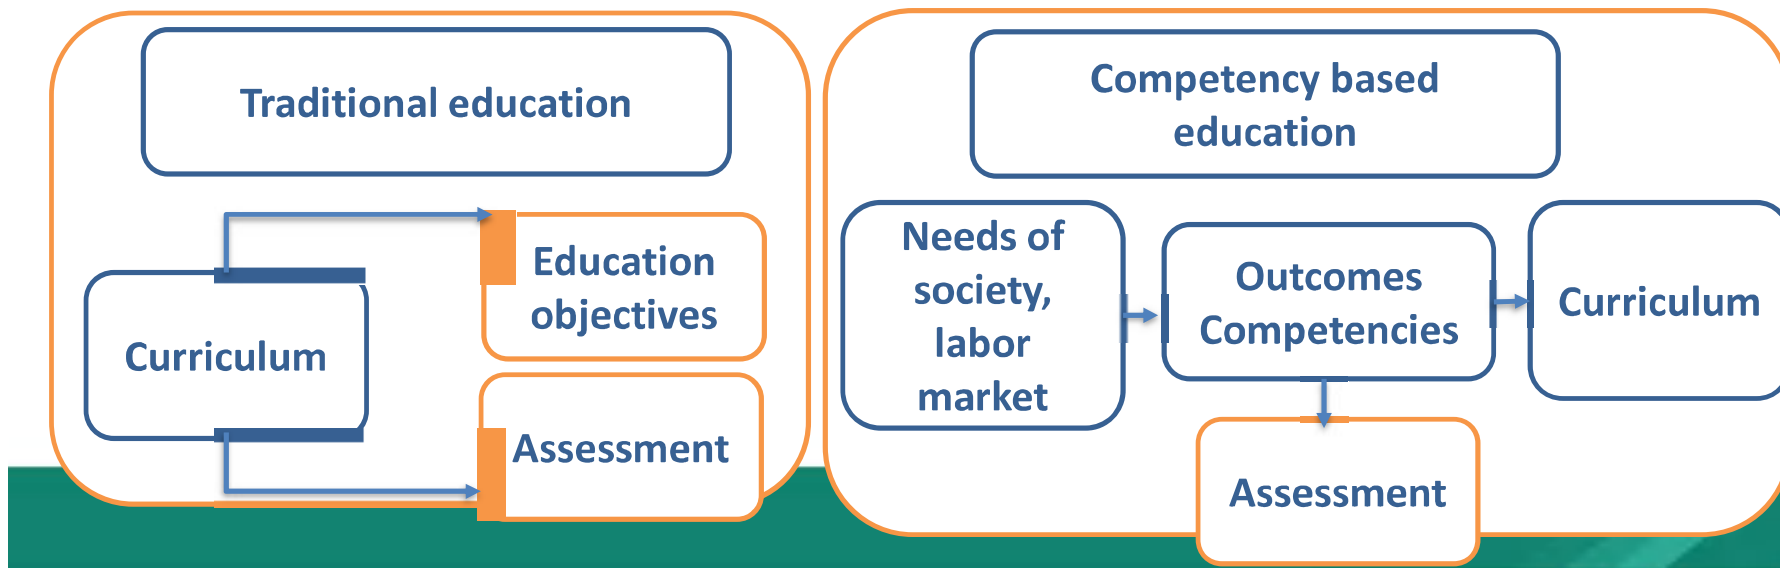 Traditional education
Education
objectives
Curriculum
Assessment
Competency based
education
Needs of
society,
labor
market
Outcomes
Competencies
Curriculum
Assessment